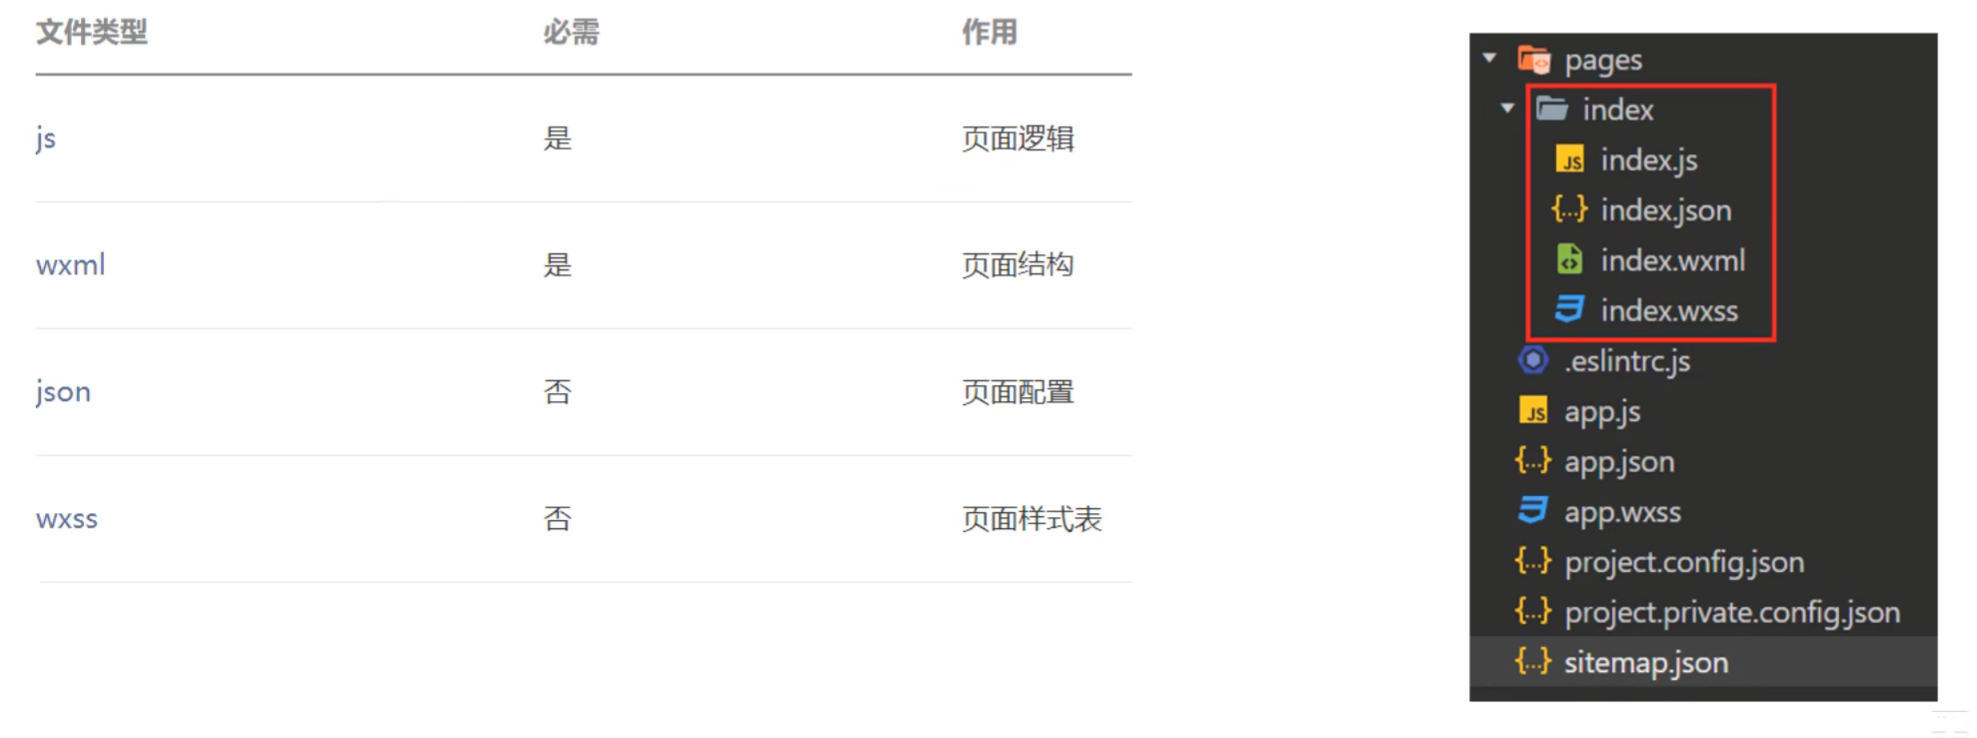 文件类型 必需 作用
js 是 页面逻辑
wxml 是 页面结构
json 否 页面配置
wxss 否 页面样式表
pages
index
index.js
index.json
index.wxml
index.wxss
.eslintrc.js
app.js
app.json
app.wxss
project.config.json
project.private.config.json
sitemap.json